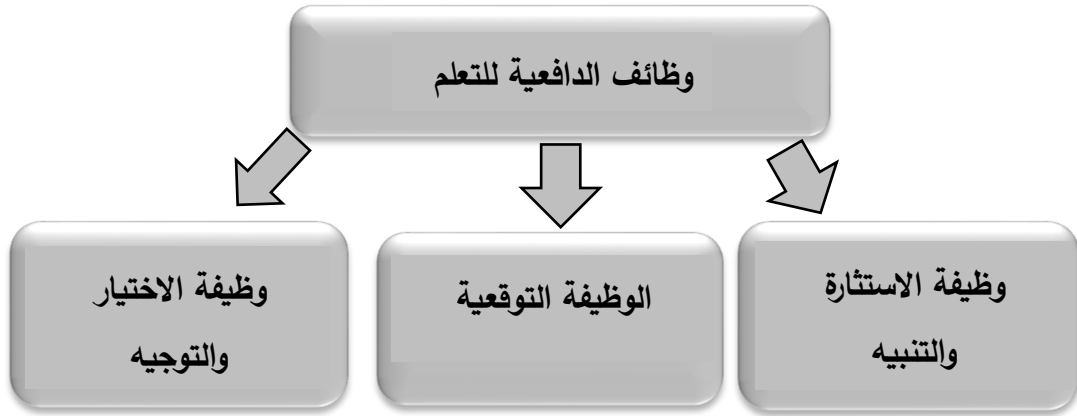 وظائف الدافعية للتعلم
وظيفة الاستثارة
والتنبيه
الوظيفة التوقعية
وظيفة الاختيار
والتوجيه